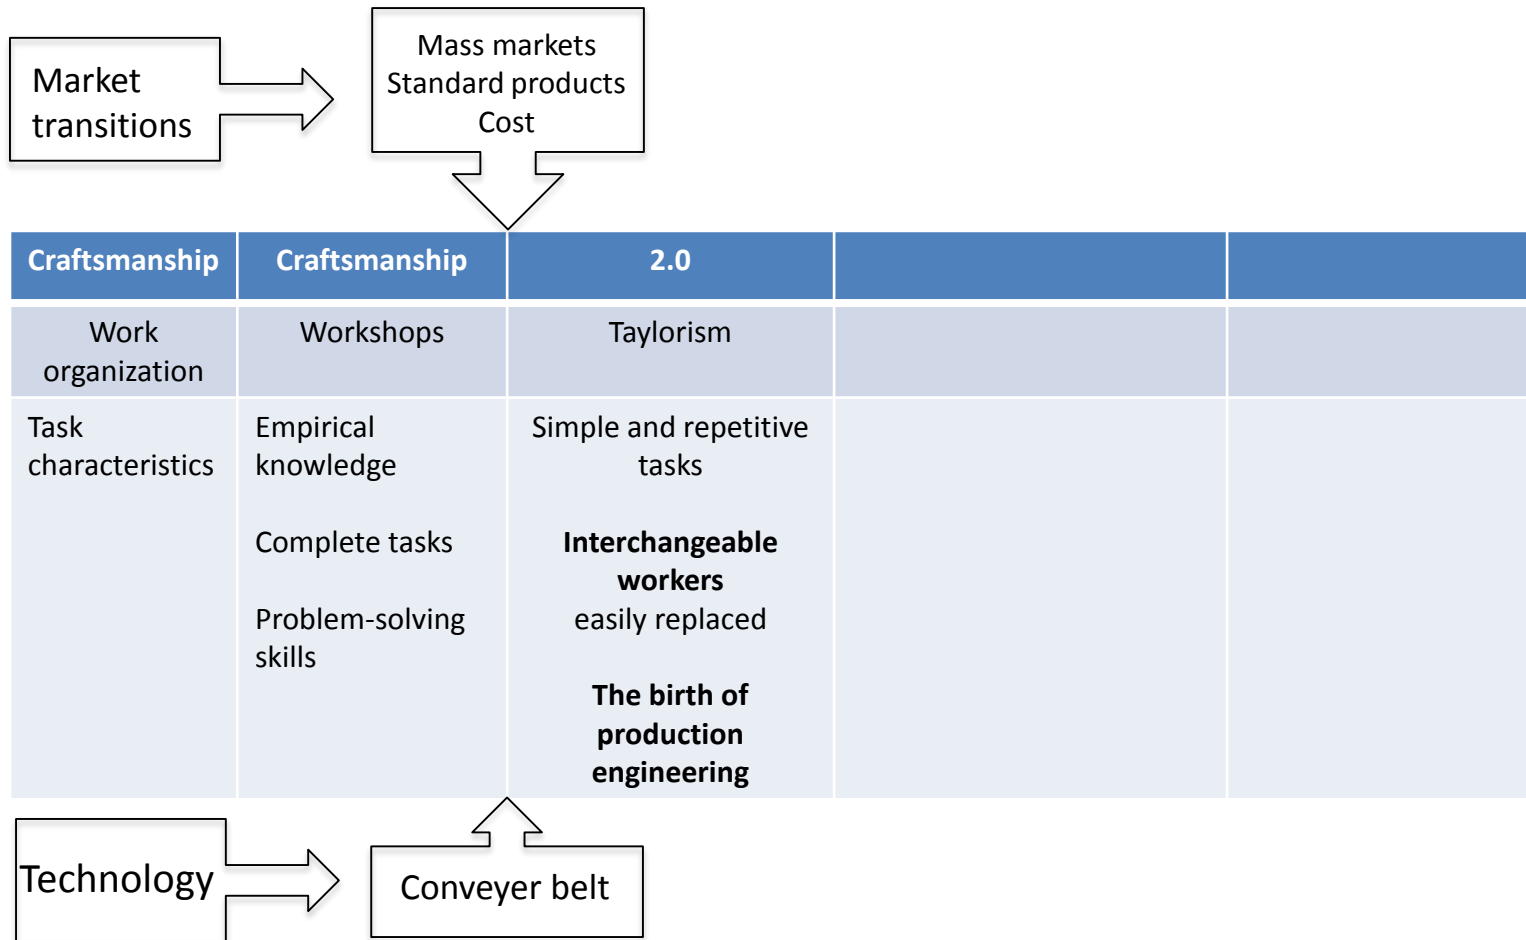 Market
transitions
Mass markets
Standard products
Cost
Craftsmanship
Craftsmanship
2.0
Work
organization
Workshops
Taylorism
Task
characteristics
Empirical
knowledge
Complete tasks
Problem-solving
skills
Simple and repetitive
tasks
Interchangeable
workers
easily replaced
The birth of
production
engineering
Technology
Conveyer belt